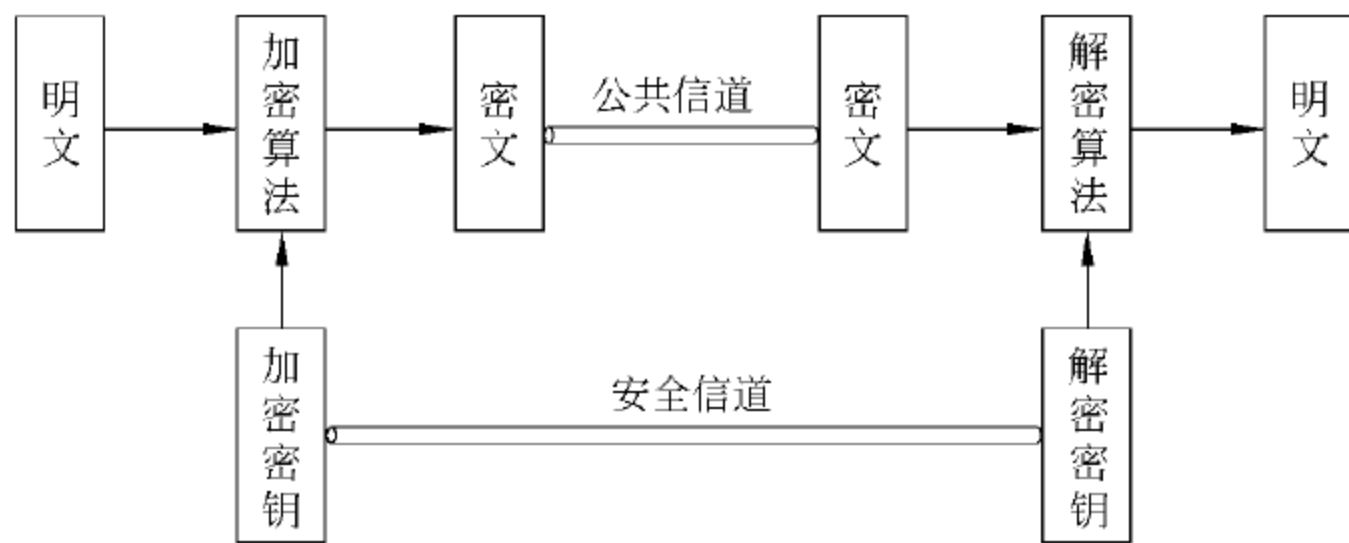 明文
加密算法
密文
公共信道
密文
解密算法
明文
加密密钥
安全信道
解密密钥